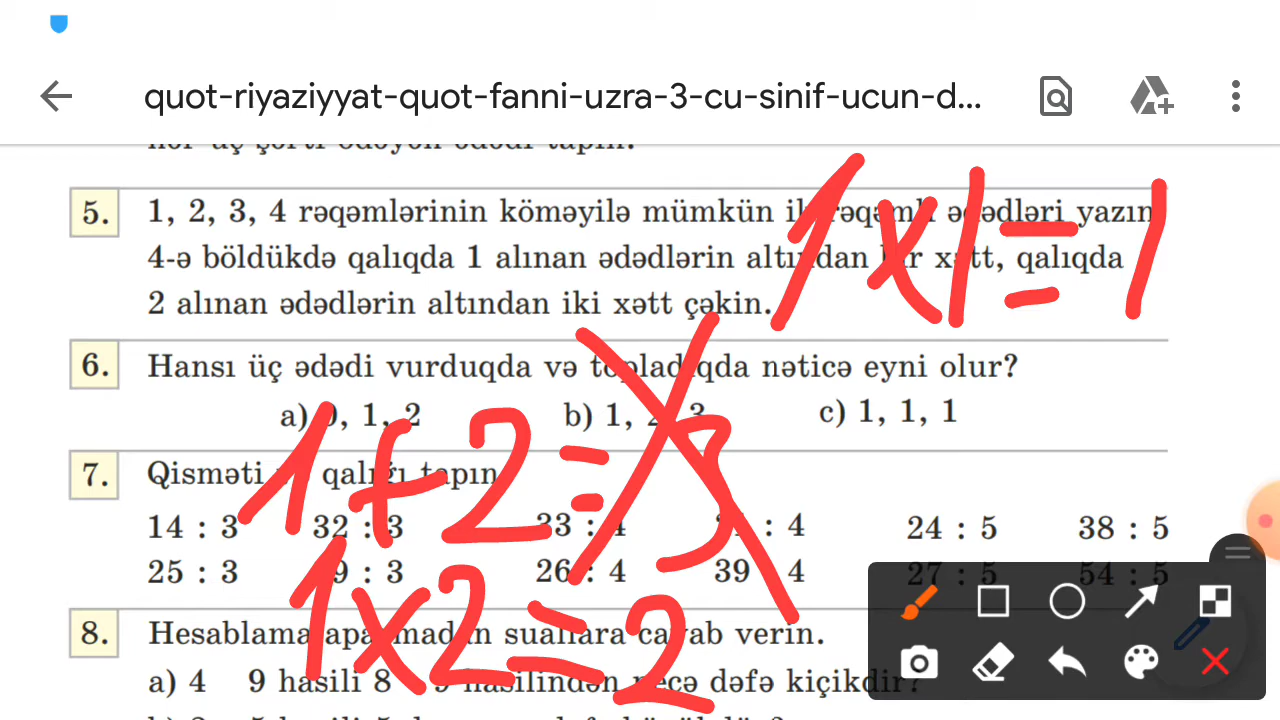 quot-riyaziyyat-quot-fanni-uzra-3-cu-sinif-ucun-d...
5. 1, 2, 3, 4 rəqəmlərinin köməyilə mümkün rəqəmli ədədləri yazın
4-ə böldükdə qalıqda 1 alınan ədədlərin altından xətt, qalıqda
2 alınan ədədlərin altından iki xətt çəkin.
1x1=1
6. Hansı üç ədədi vurduqda və topladıqda nəticə eyni olur?
a) 0, 1, 2 b) 1, 2, 3 c) 1, 1, 1
1+2=3
7. Qisməti qalığı tapın
14 : 3 32 : 3 33 : 4 : 4 24 : 5 38 : 5
25 : 3 9 : 3 26 : 4 39 4 27 : 5 54 : 5
1x2=2
8. Hesablama aparmadan suallara cavab verin.
a) 4 9 hasili 8 9 hasilindən neçə dəfə kiçikdir?